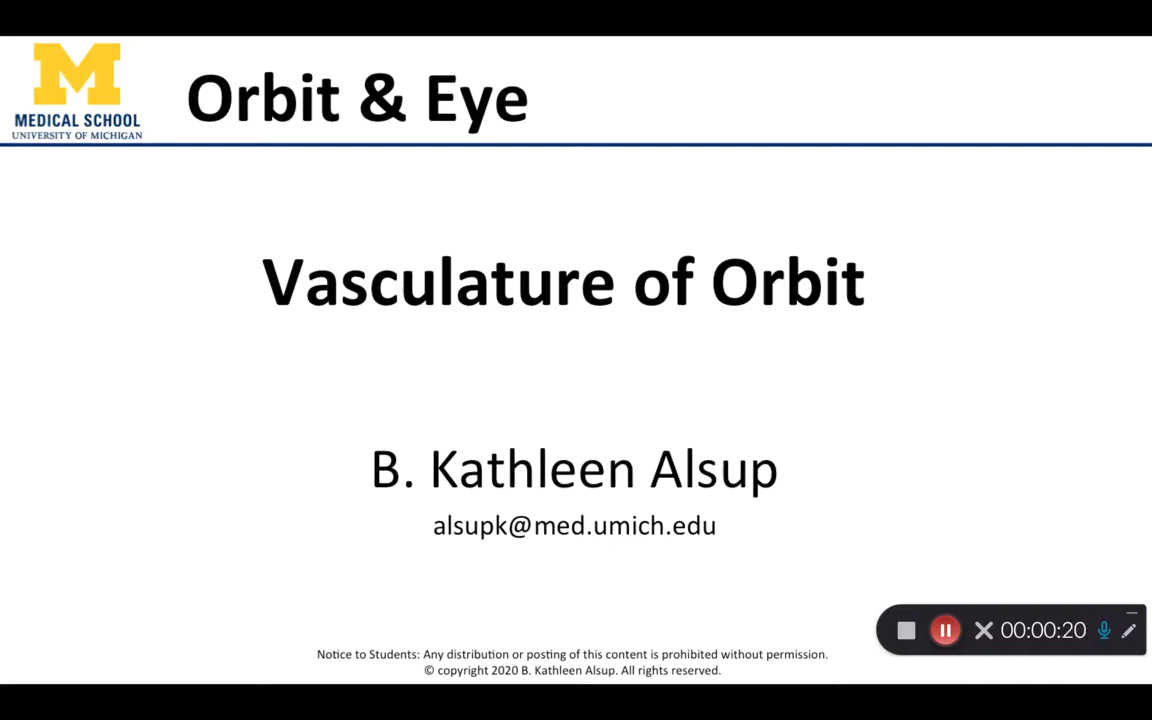 M
MEDICAL SCHOOL
UNIVERSITY OF MICHIGAN
Orbit & Eye
Vasculature of Orbit
B. Kathleen Alsup
alsupk@med.umich.edu
00:00:20
Notice to Students: Any distribution or posting of this content is prohibited without permission.
© copyright 2020 B. Kathleen Alsup. All rights reserved.